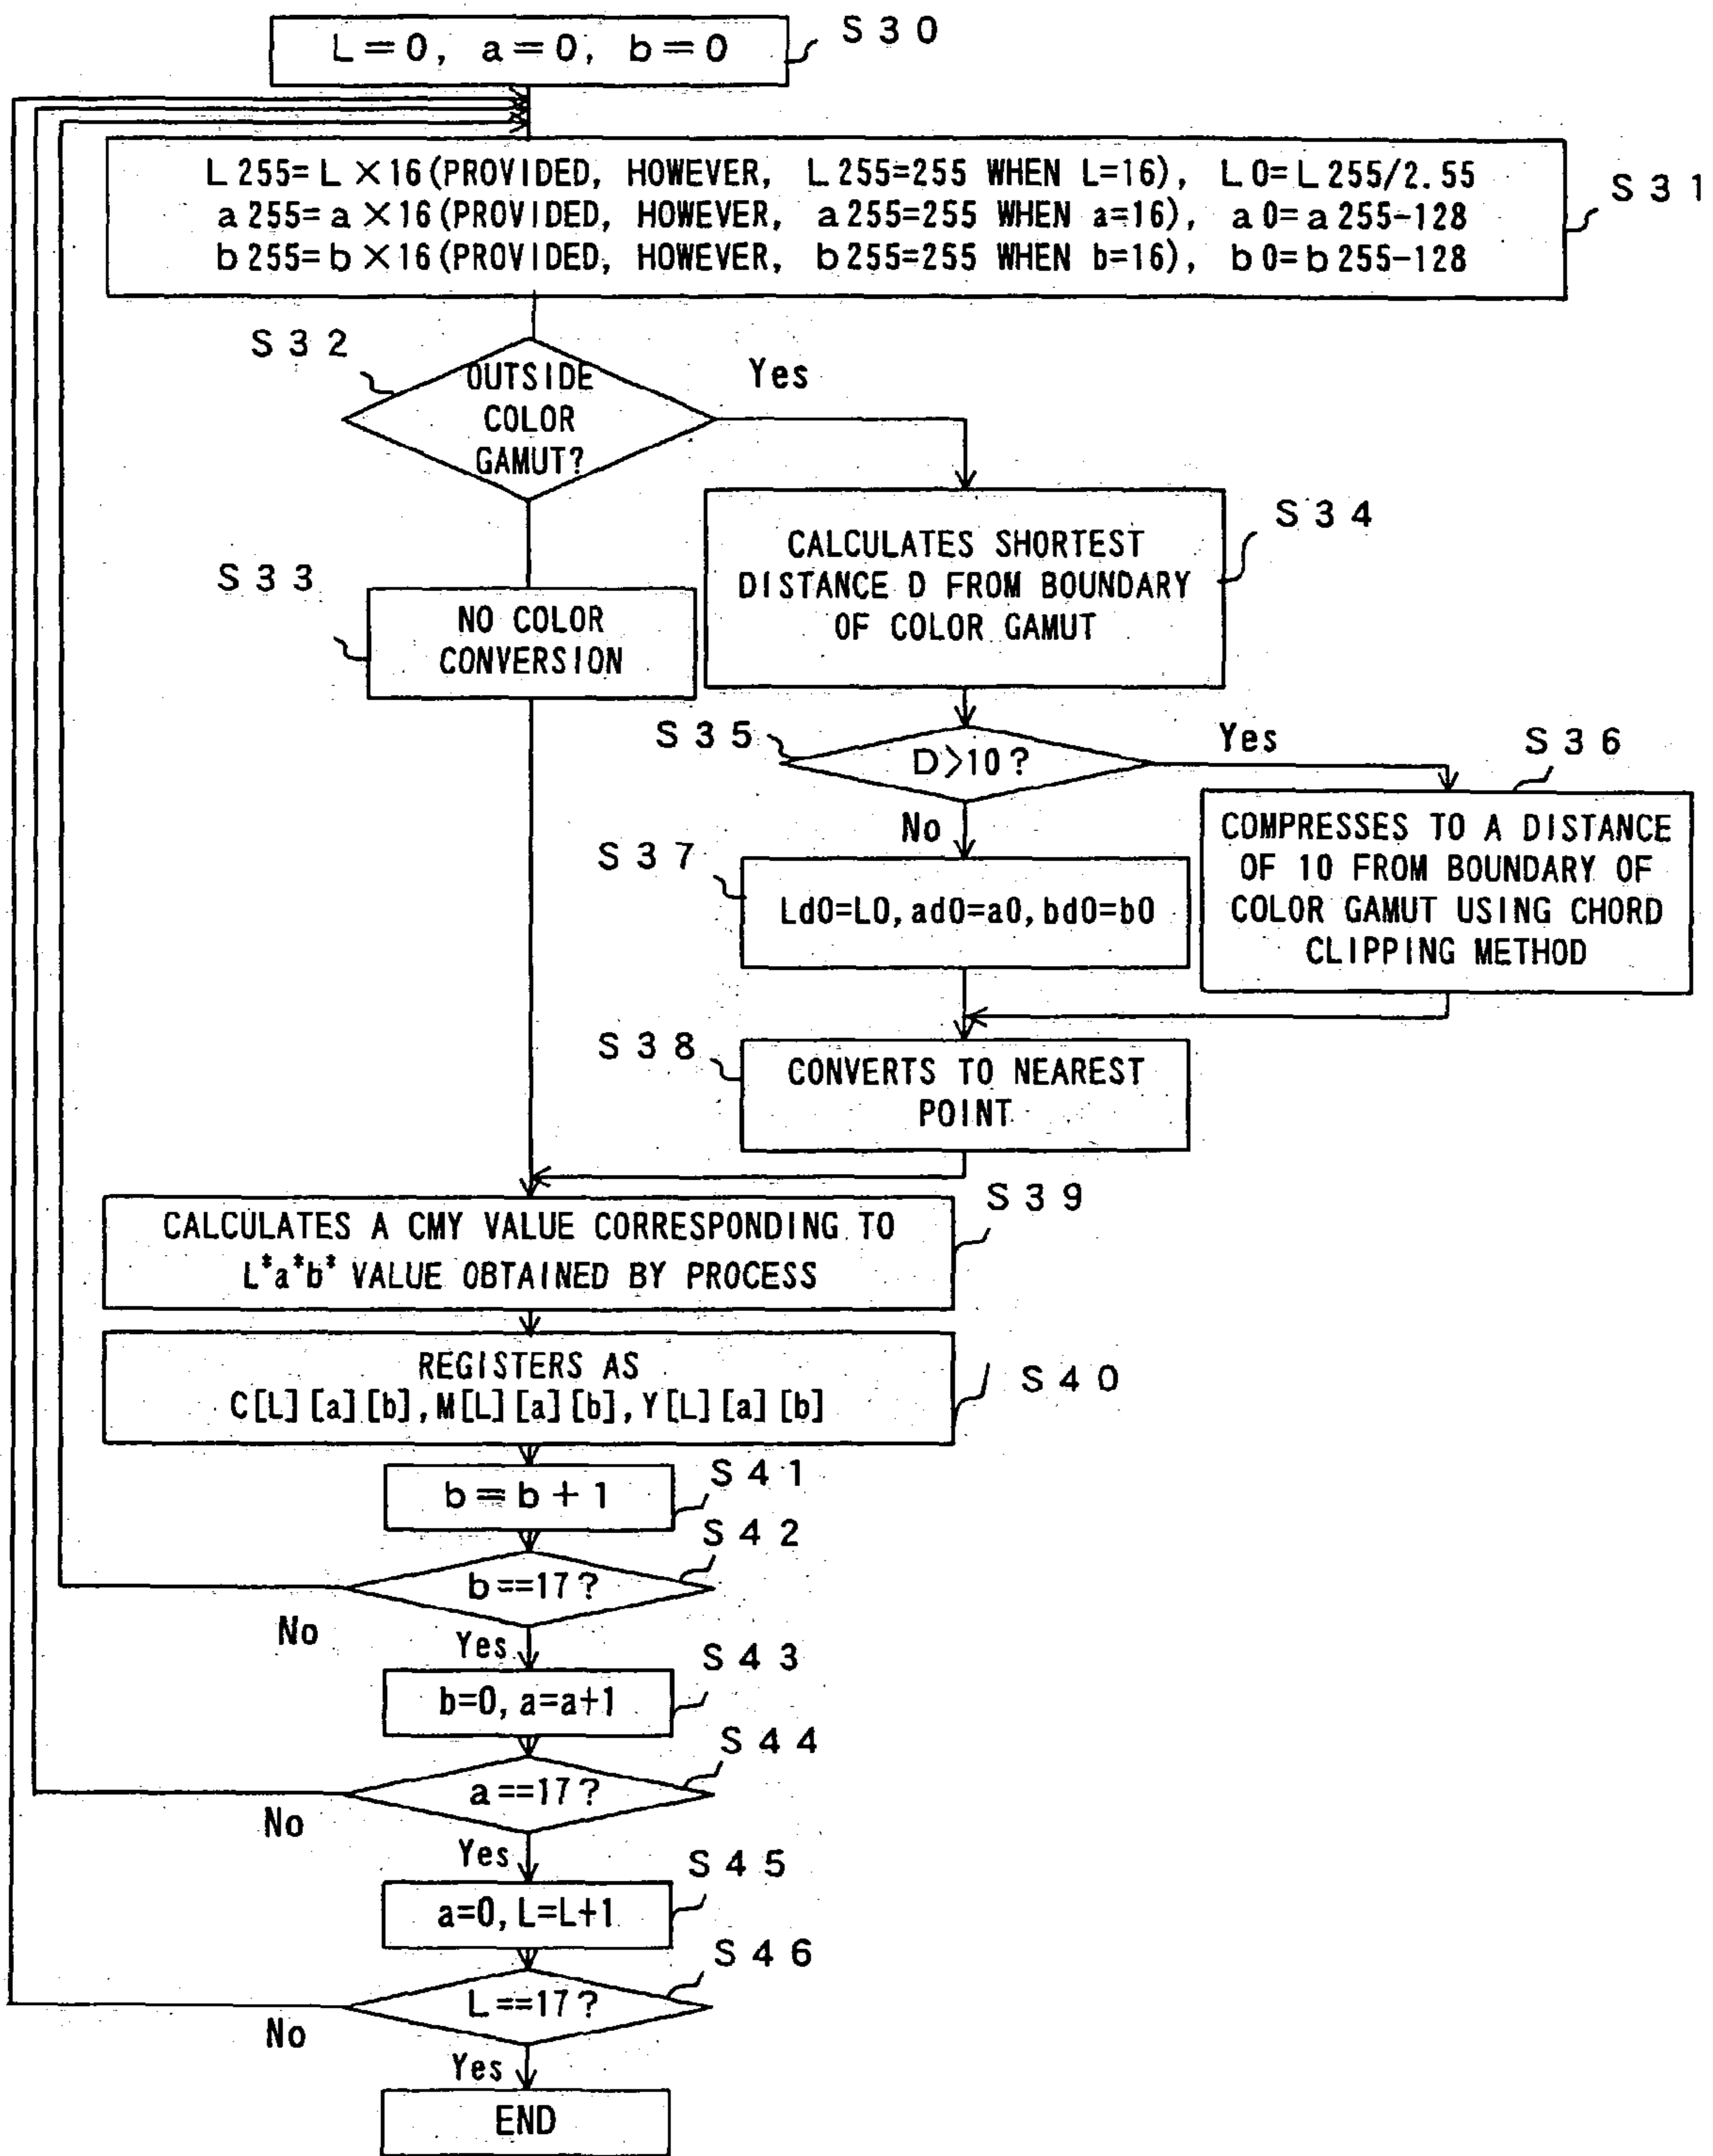 L=0, a=0, b=0
S30
L255=L×16(PROVIDED, HOWEVER, L255=255 WHEN L=16), L0=L255/2.55
a255=a×16(PROVIDED, HOWEVER, a255=255 WHEN a=16), a0=a255-128
b255=b×16(PROVIDED, HOWEVER, b255=255 WHEN b=16), b0=b255-128
S31
S32
OUTSIDE
COLOR
GAMUT?
Yes
S33
NO COLOR
CONVERSION
S34
CALCULATES SHORTEST
DISTANCE D FROM BOUNDARY
OF COLOR GAMUT
S35
D>10?
Yes
No
S36
COMPRESSES TO A DISTANCE
OF 10 FROM BOUNDARY OF
COLOR GAMUT USING CHORD
CLIPPING METHOD
S37
Ld0=L0, ad0=a0, bd0=b0
S38
CONVERTS TO NEAREST
POINT
S39
CALCULATES A CMY VALUE CORRESPONDING TO
L*a*b* VALUE OBTAINED BY PROCESS
S40
REGISTERS AS
C[L][a][b], M[L][a][b], Y[L][a][b]
S41
b=b+1
S42
b==17?
No
Yes
S43
b=0, a=a+1
S44
a==17?
No
Yes
S45
a=0, L=L+1
S46
L==17?
No
Yes
END